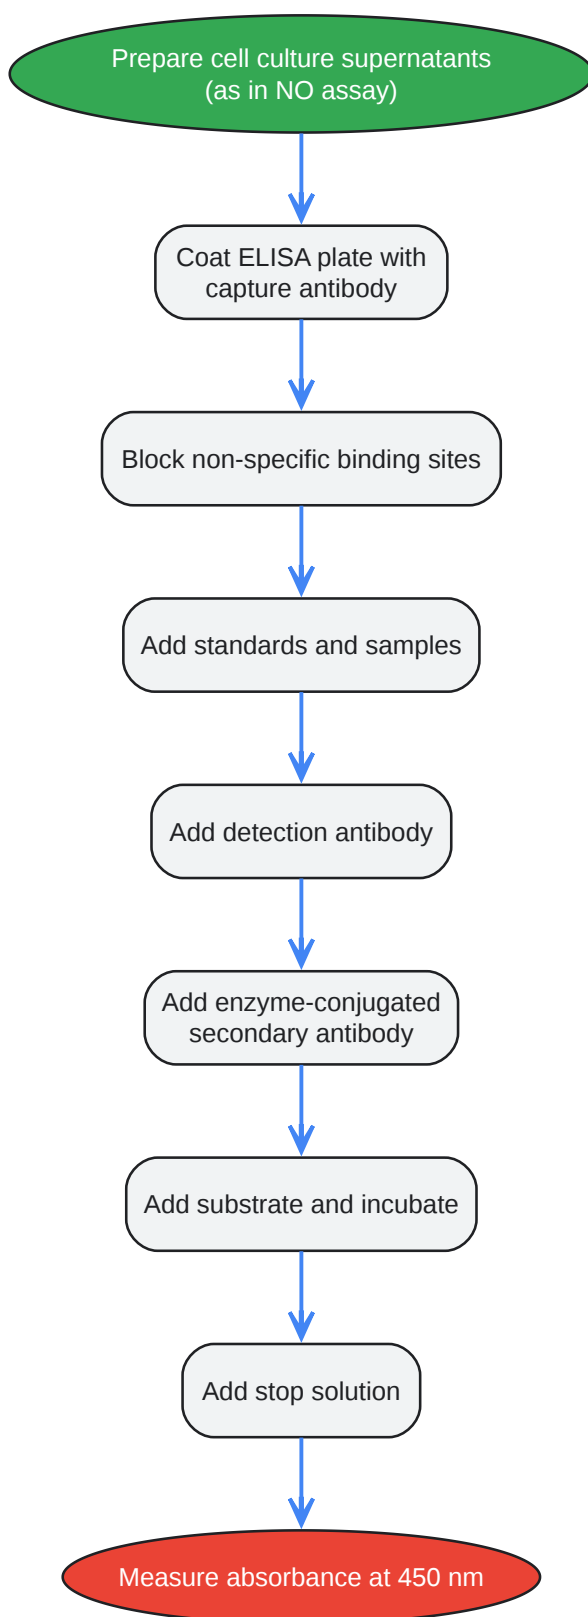 Prepare cell culture supernatants
(as in NO assay)
Coat ELISA plate with
capture antibody
Block non-specific binding sites
Add standards and samples
Add detection antibody
Add enzyme-conjugated
secondary antibody
Add substrate and incubate
Add stop solution
Measure absorbance at 450 nm